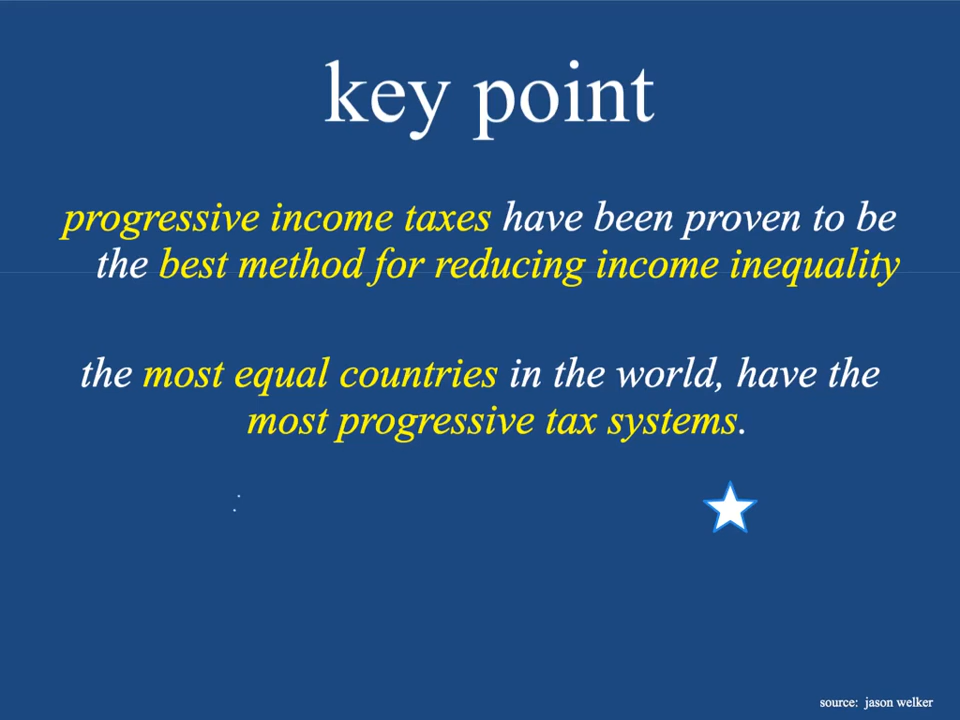 key point
progressive income taxes have been proven to be
the best method for reducing income inequality
the most equal countries in the world, have the
most progressive tax systems.
source: jason welker